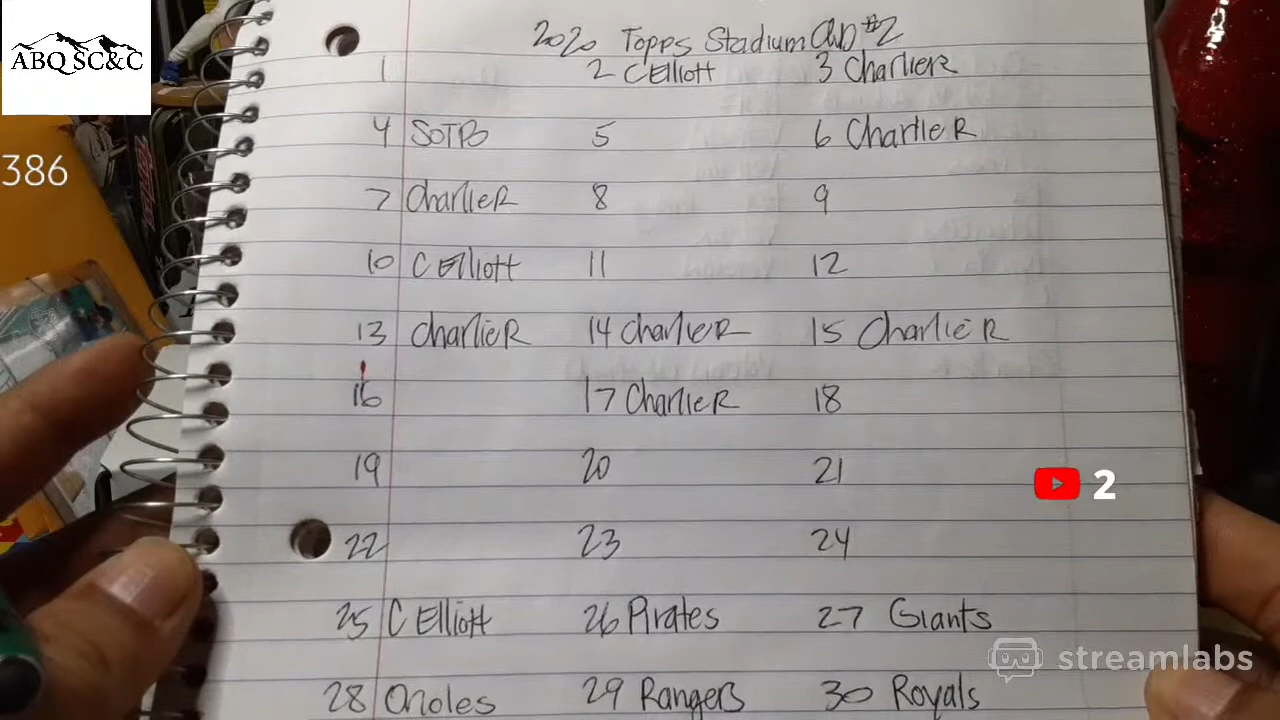 ABQ SC&C
386
2020 Topps Stadium Club #2
1 2 C Elliott 3 Charlie R
4 SOTB 5 6 Charlie R
7 Charlie R 8 9
10 C Elliott 11 12
13 Charlie R 14 Charlie R 15 Charlie R
16 17 Charlie R 18
19 20 21
2
22 23 24
25 C Elliott 26 Pirates 27 Giants
streamlabs
28 Orioles 29 Rangers 30 Royals